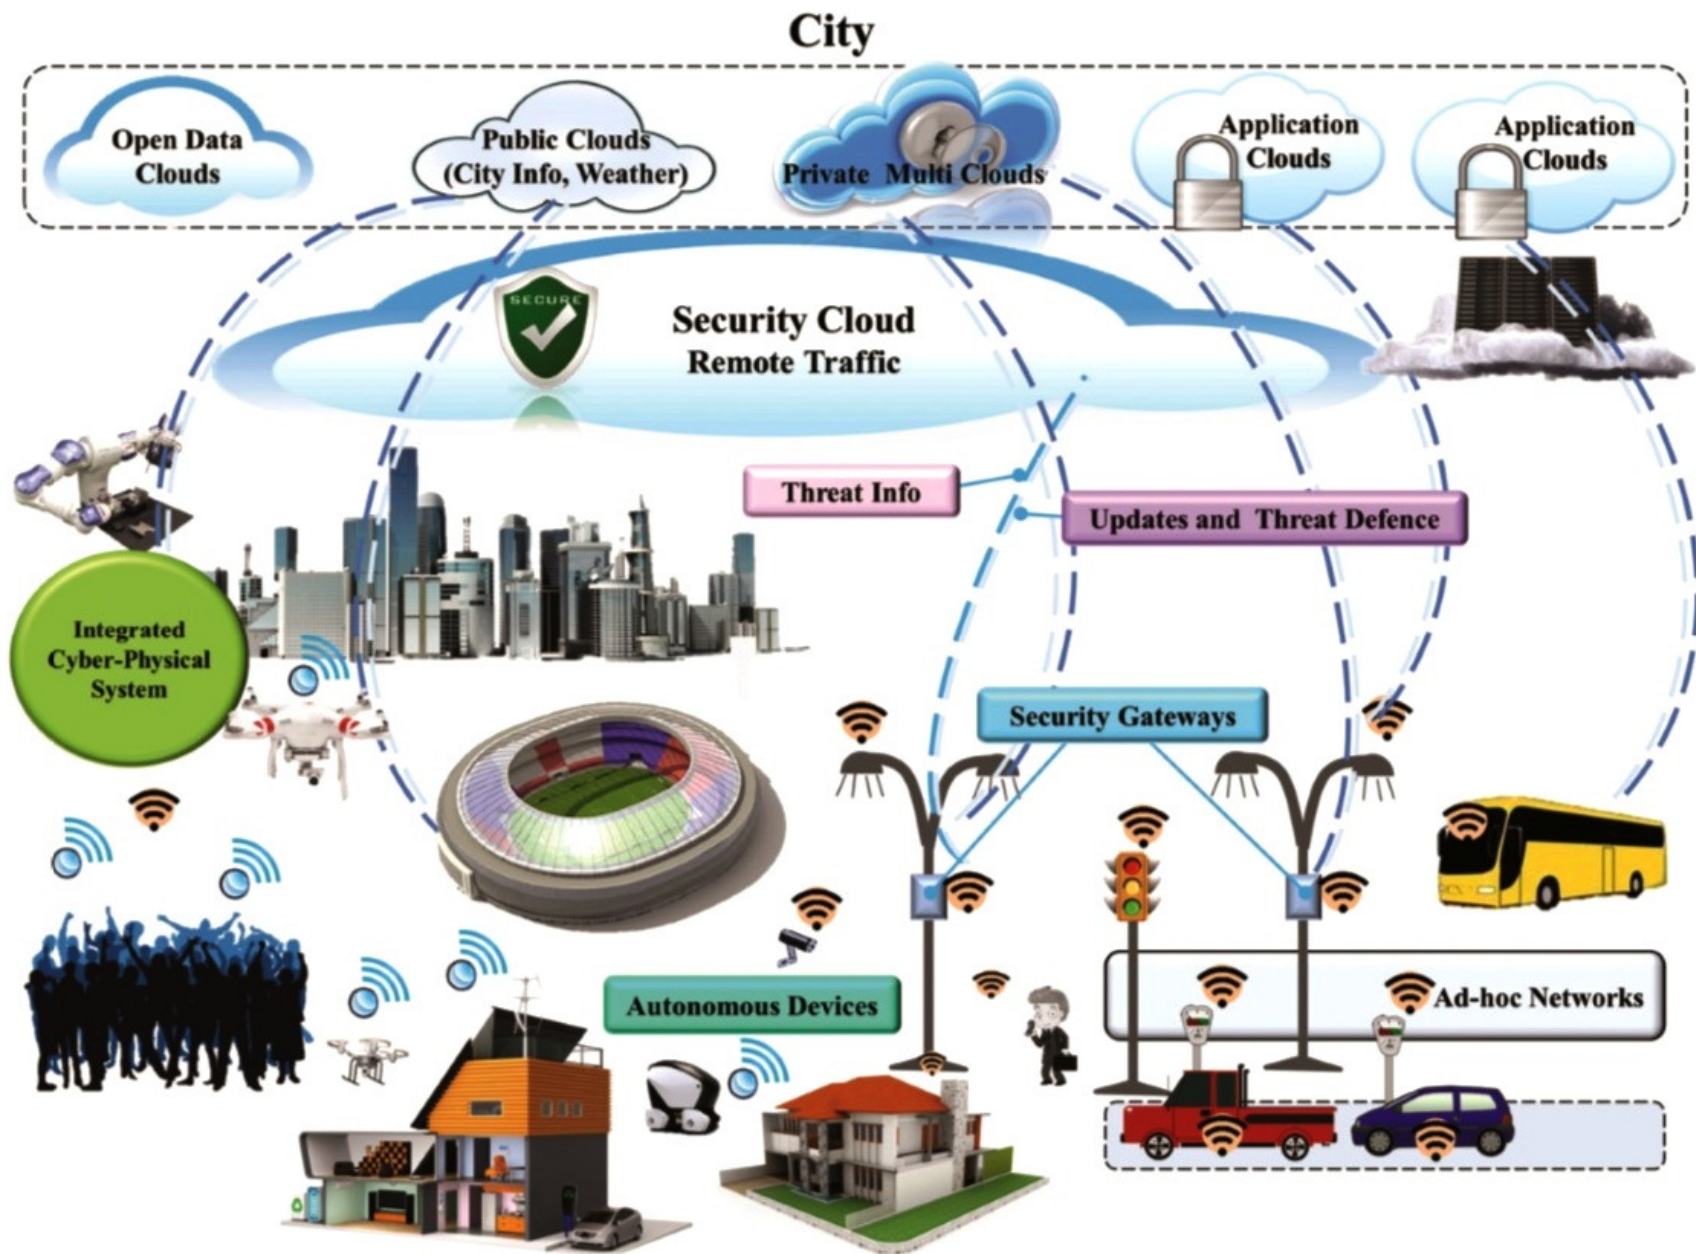 City
Open Data
Clouds
Public Clouds
(City Info, Weather)
Private Multi Clouds
Application
Clouds
Application
Clouds
SECURE
Security Cloud
Remote Traffic
Threat Info
Updates and Threat Defence
Integrated
Cyber-Physical
System
Security Gateways
Autonomous Devices
Ad-hoc Networks